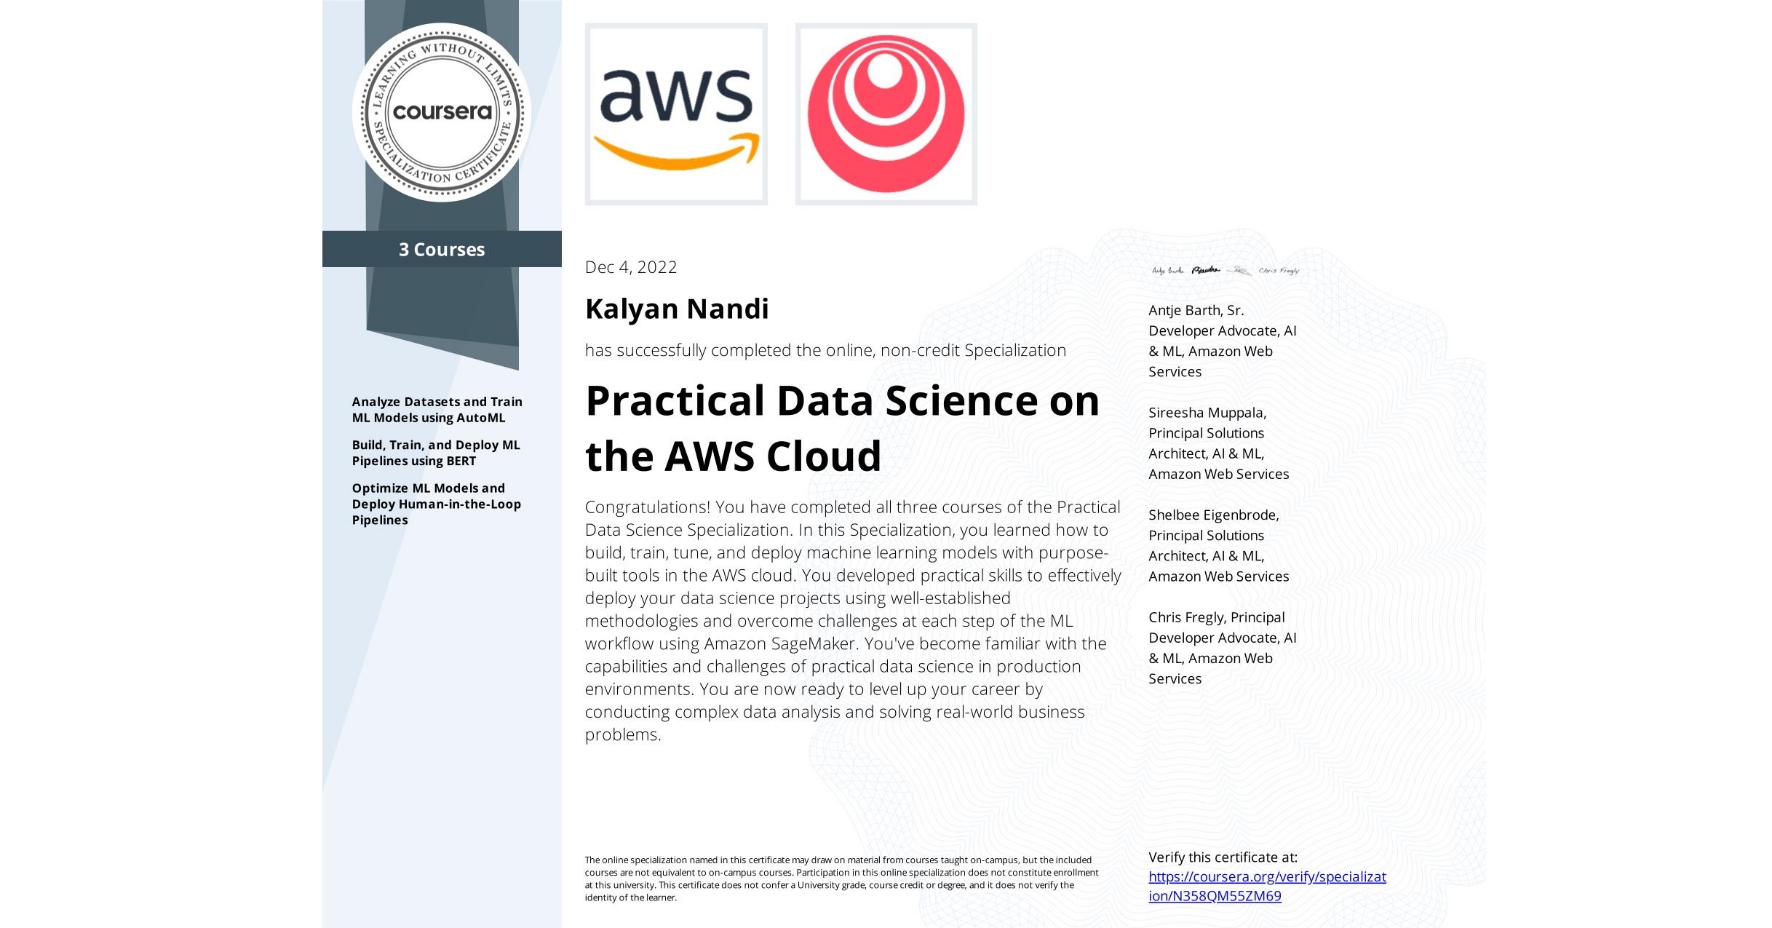 LEARNING WITHOUT LIMITS
coursera
SPECIALIZATION CERTIFICATE
3 Courses
Analyze Datasets and Train
ML Models using AutoML
Build, Train, and Deploy ML
Pipelines using BERT
Optimize ML Models and
Deploy Human-in-the-Loop
Pipelines
aws
Dec 4, 2022
Kalyan Nandi
has successfully completed the online, non-credit Specialization
Practical Data Science on
the AWS Cloud
Congratulations! You have completed all three courses of the Practical
Data Science Specialization. In this Specialization, you learned how to
build, train, tune, and deploy machine learning models with purpose-
built tools in the AWS cloud. You developed practical skills to effectively
deploy your data science projects using well-established
methodologies and overcome challenges at each step of the ML
workflow using Amazon SageMaker. You've become familiar with the
capabilities and challenges of practical data science in production
environments. You are now ready to level up your career by
conducting complex data analysis and solving real-world business
problems.
The online specialization named in this certificate may draw on material from courses taught on-campus, but the included
courses are not equivalent to on-campus courses. Participation in this online specialization does not constitute enrollment
at this university. This certificate does not confer a University grade, course credit or degree, and it does not verify the
identity of the learner.
Antje Barth Chris Fregly
Antje Barth, Sr.
Developer Advocate, AI
& ML, Amazon Web
Services
Sireesha Muppala,
Principal Solutions
Architect, AI & ML,
Amazon Web Services
Shelbee Eigenbrode,
Principal Solutions
Architect, AI & ML,
Amazon Web Services
Chris Fregly, Principal
Developer Advocate, AI
& ML, Amazon Web
Services
Verify this certificate at:
https://coursera.org/verify/specializat
ion/N358QM55ZM69